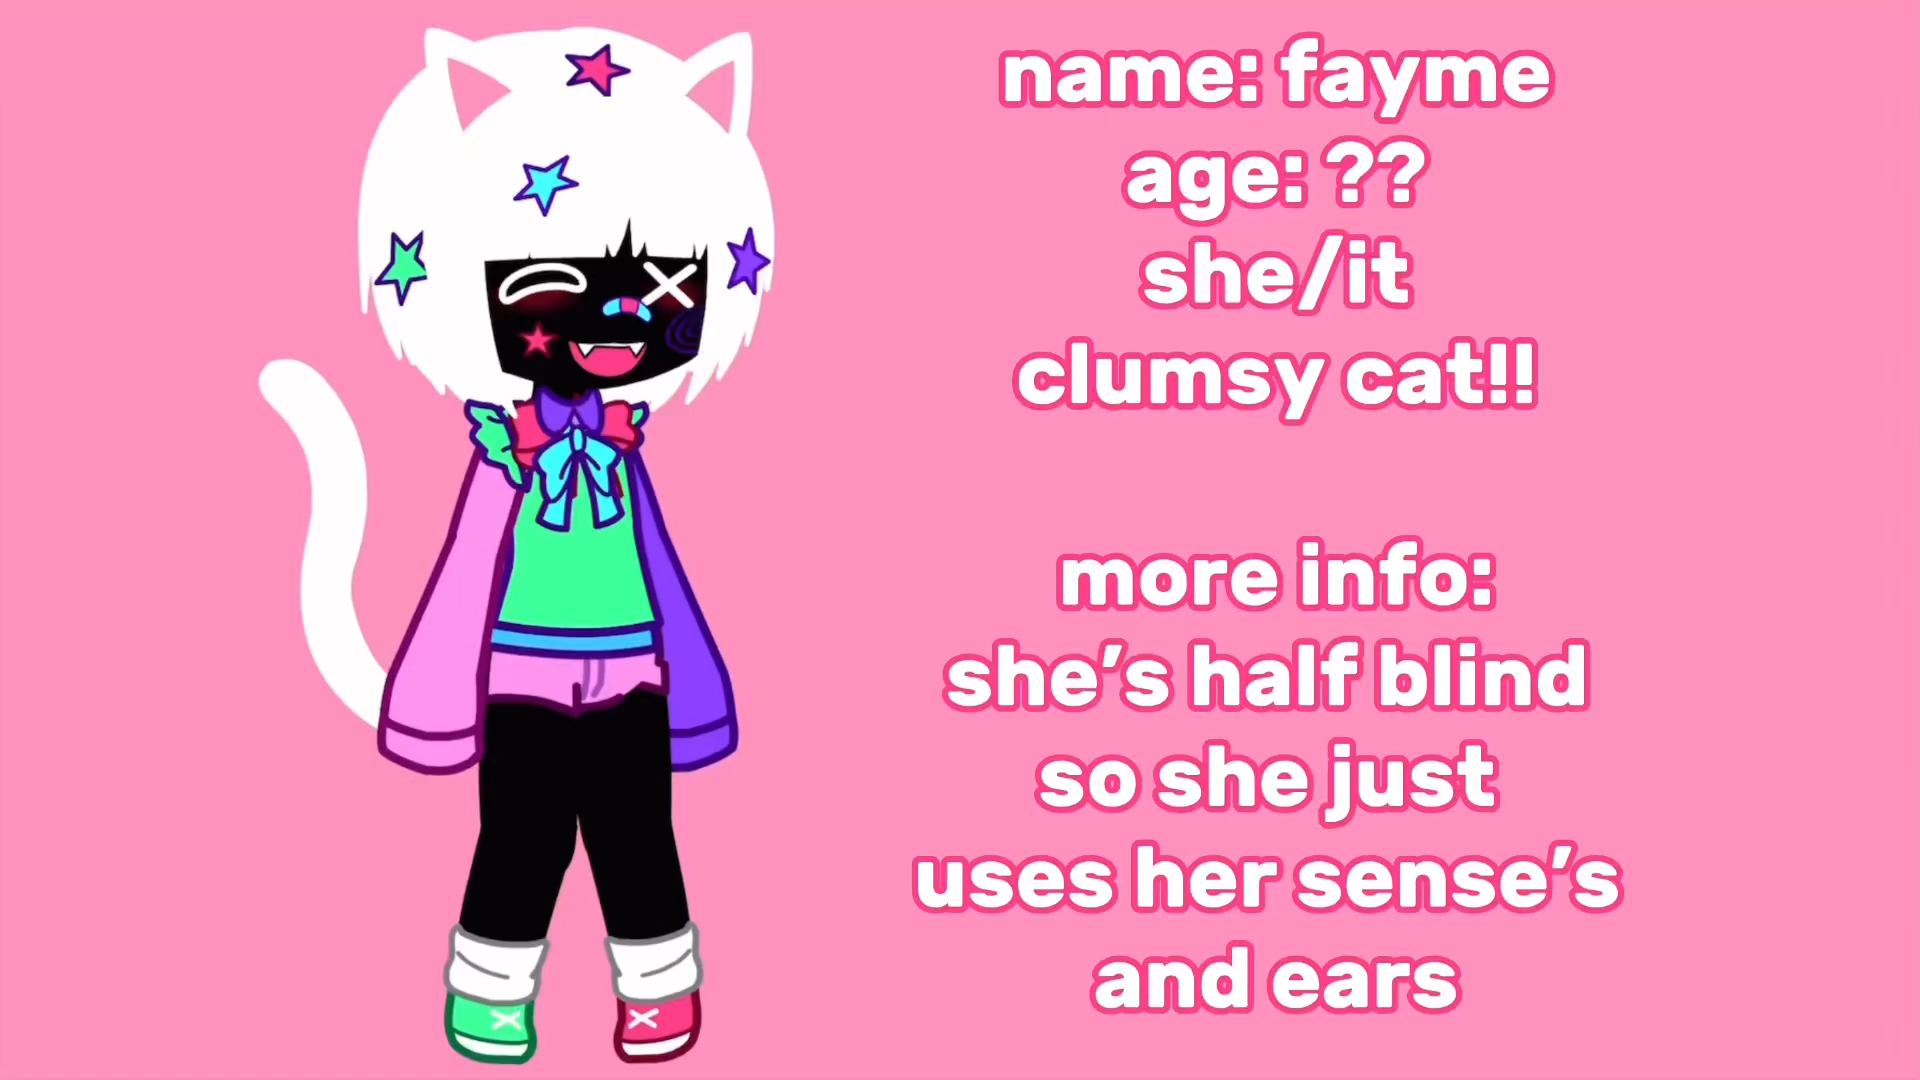 name: fayme
age: ??
she/it
clumsy cat!!
more info:
she’s half blind
so she just
uses her sense’s
and ears